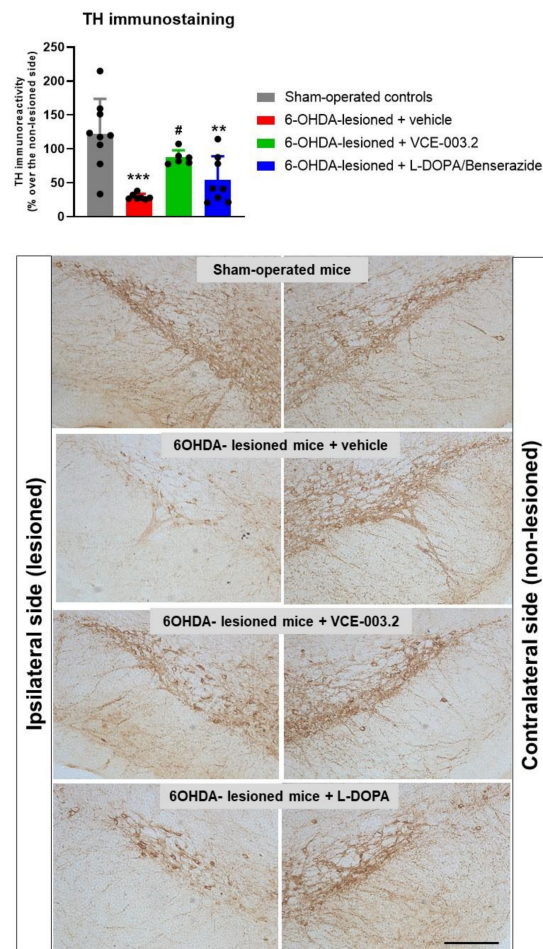 TH immunostaining
TH immunoreactivity
(% over the non-lesioned side)
250
200
150
100
50
0
***
#
**
Sham-operated controls
6-OHDA-lesioned + vehicle
6-OHDA-lesioned + VCE-003.2
6-OHDA-lesioned + L-DOPA/Benserazide
Ipsilateral side (lesioned)
Sham-operated mice
6OHDA- lesioned mice + vehicle
6OHDA- lesioned mice + VCE-003.2
6OHDA- lesioned mice + L-DOPA
Contralateral side (non-lesioned)